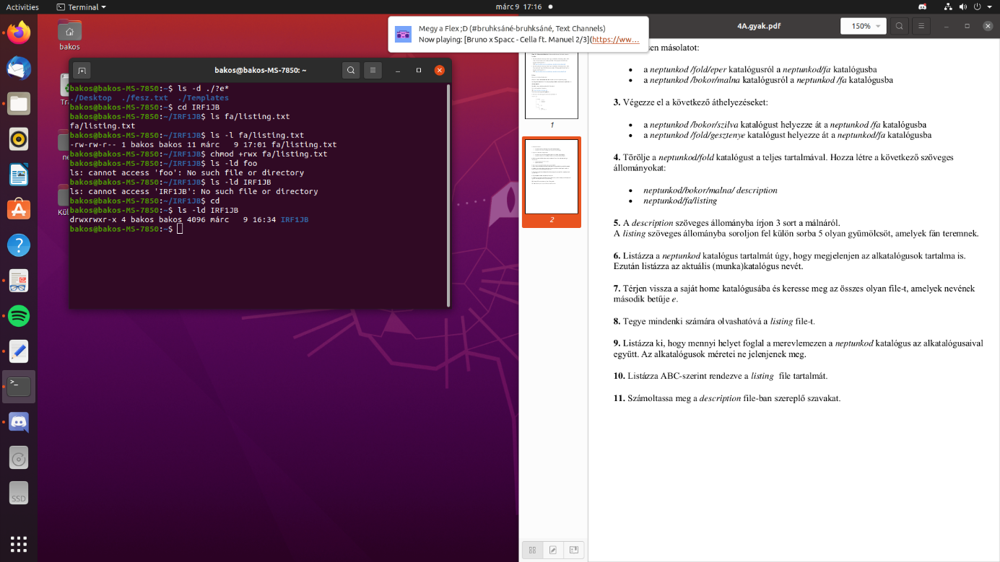 Activities
Terminal
márc 9 17:16
bakos
Megy a Flex ;D (#bruhksáné-bruhksáné, Text Channels)
Now playing: [Bruno x Spacc - Cella ft. Manuel 2/3](https://ww…
4A.gyak.pdf
150%
bakos@bakos-MS-7850: ~
bakos@bakos-MS-7850:~$ ls -d ./?e*
./Desktop ./fesz.txt ./Templates
bakos@bakos-MS-7850:~$ cd IRF1JB
bakos@bakos-MS-7850:~/IRF1JB$ ls fa/listing.txt
fa/listing.txt
bakos@bakos-MS-7850:~/IRF1JB$ ls -l fa/listing.txt
-rw-rw-r-- 1 bakos bakos 11 márc 9 17:01 fa/listing.txt
bakos@bakos-MS-7850:~/IRF1JB$ chmod +rwx fa/listing.txt
bakos@bakos-MS-7850:~/IRF1JB$ ls -ld foo
ls: cannot access 'foo': No such file or directory
bakos@bakos-MS-7850:~/IRF1JB$ ls -ld IRF1JB
ls: cannot access 'IRF1JB': No such file or directory
bakos@bakos-MS-7850:~/IRF1JB$ cd
bakos@bakos-MS-7850:~$ ls -ld IRF1JB
drwxrwxr-x 4 bakos bakos 4096 márc 9 16:34 IRF1JB
bakos@bakos-MS-7850:~$
SSD
1
2
másolatot:
• a neptunkod /fold/eper katalógusról a neptunkod/fa katalógusba
• a neptunkod /bokor/malna katalógusról a neptunkod /fa katalógusba
3. Végezze el a következő áthelyezéseket:
• a neptunkod /bokor/szilva katalógust helyezze át a neptunkod /fa katalógusba
• a neptunkod /fold/gesztenye katalógust helyezze át a neptunkod/fa katalógusba
4. Törölje a neptunkod/fold katalógust a teljes tartalmával. Hozza létre a következő szöveges
állományokat:
• neptunkod/bokor/malna/ description
• neptunkod/fa/listing
5. A description szöveges állományba írjon 3 sort a málnáról.
A listing szöveges állományba soroljon fel külön sorba 5 olyan gyümölcsöt, amelyek fán teremnek.
6. Listázza a neptunkod katalógus tartalmát úgy, hogy megjelenjen az alkatalógusok tartalma is.
Ezután listázza az aktuális (munka)katalógus nevét.
7. Térjen vissza a saját home katalógusába és keresse meg az összes olyan file-t, amelyek nevének
második betűje e.
8. Tegye mindenki számára olvashatóvá a listing file-t.
9. Listázza ki, hogy mennyi helyet foglal a merevlemezen a neptunkod katalógus az alkatalógusaival
együtt. Az alkatalógusok méretei ne jelenjenek meg.
10. Listázza ABC-szerint rendezve a listing file tartalmát.
11. Számoltassa meg a description file-ban szereplő szavakat.